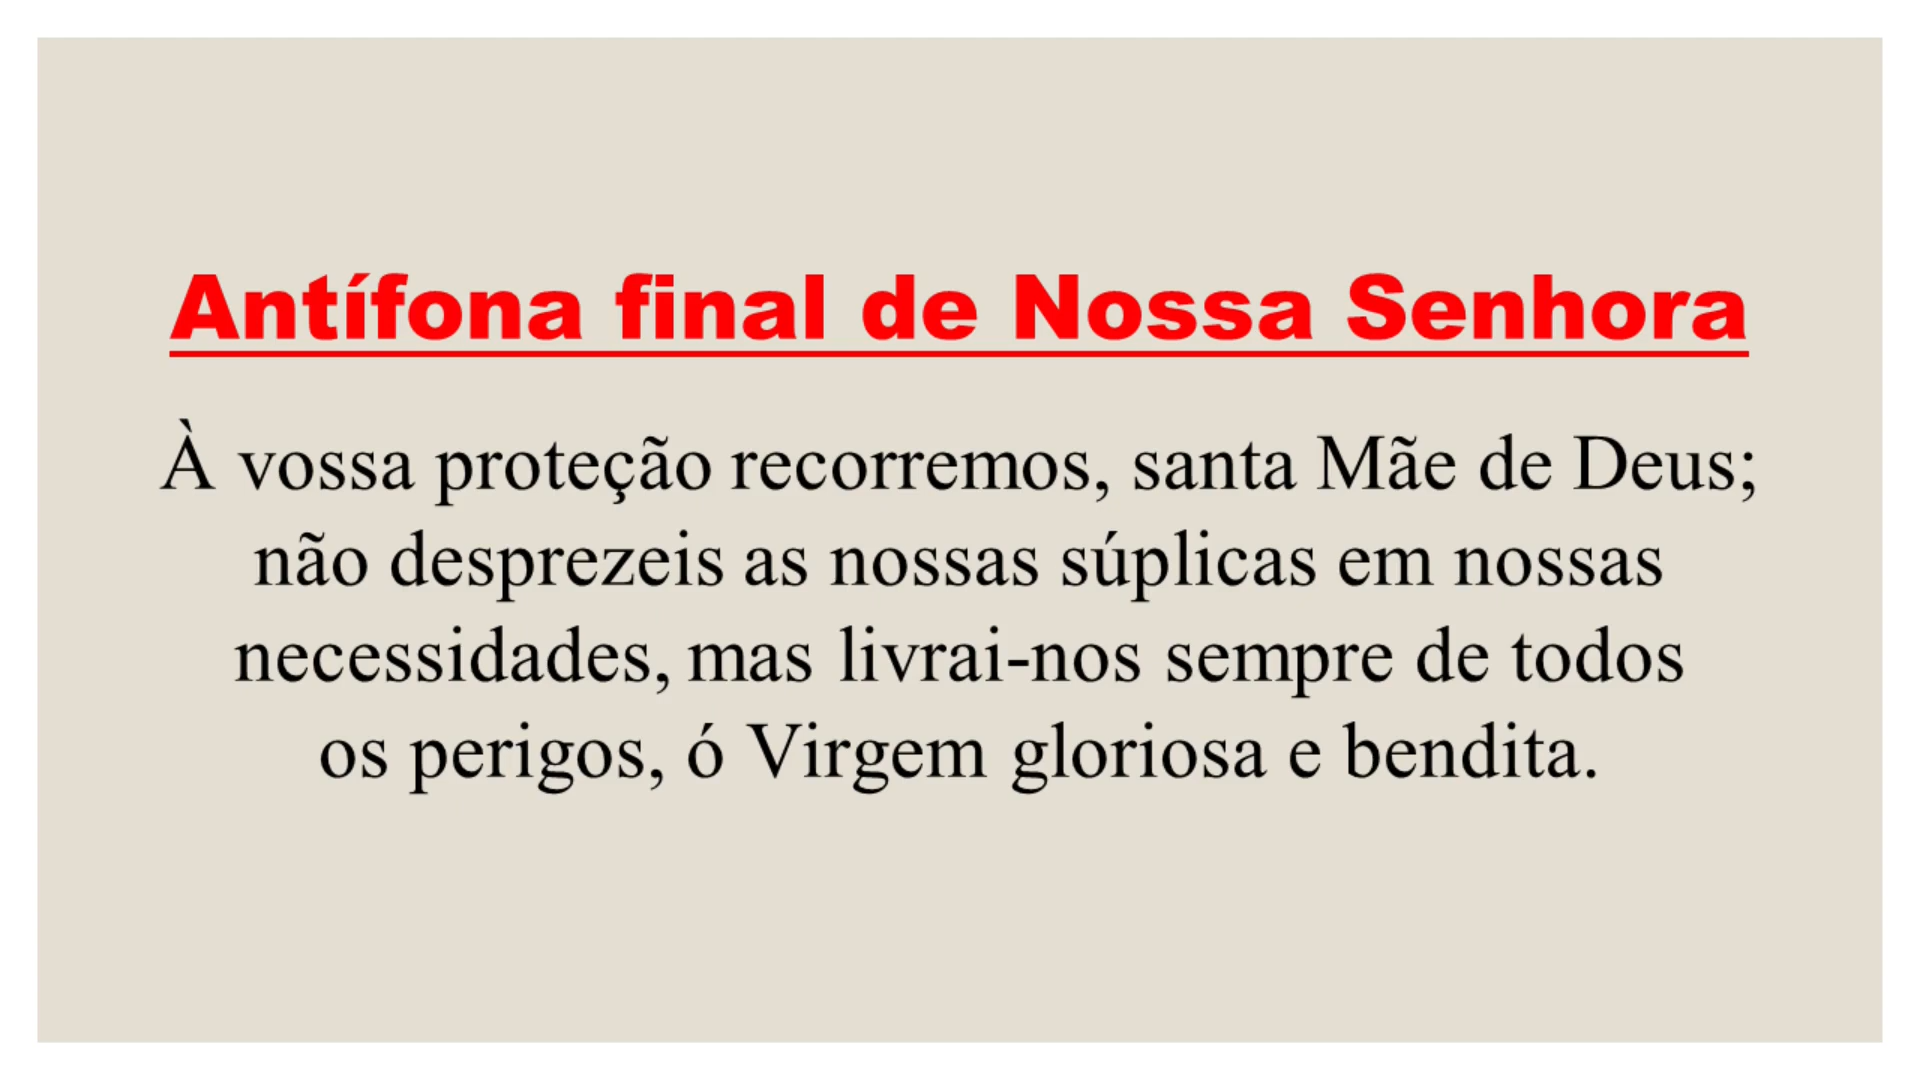 Antífona final de Nossa Senhora
À vossa proteção recorremos, santa Mãe de Deus;
não desprezeis as nossas súplicas em nossas
necessidades, mas livrai-nos sempre de todos
os perigos, ó Virgem gloriosa e bendita.